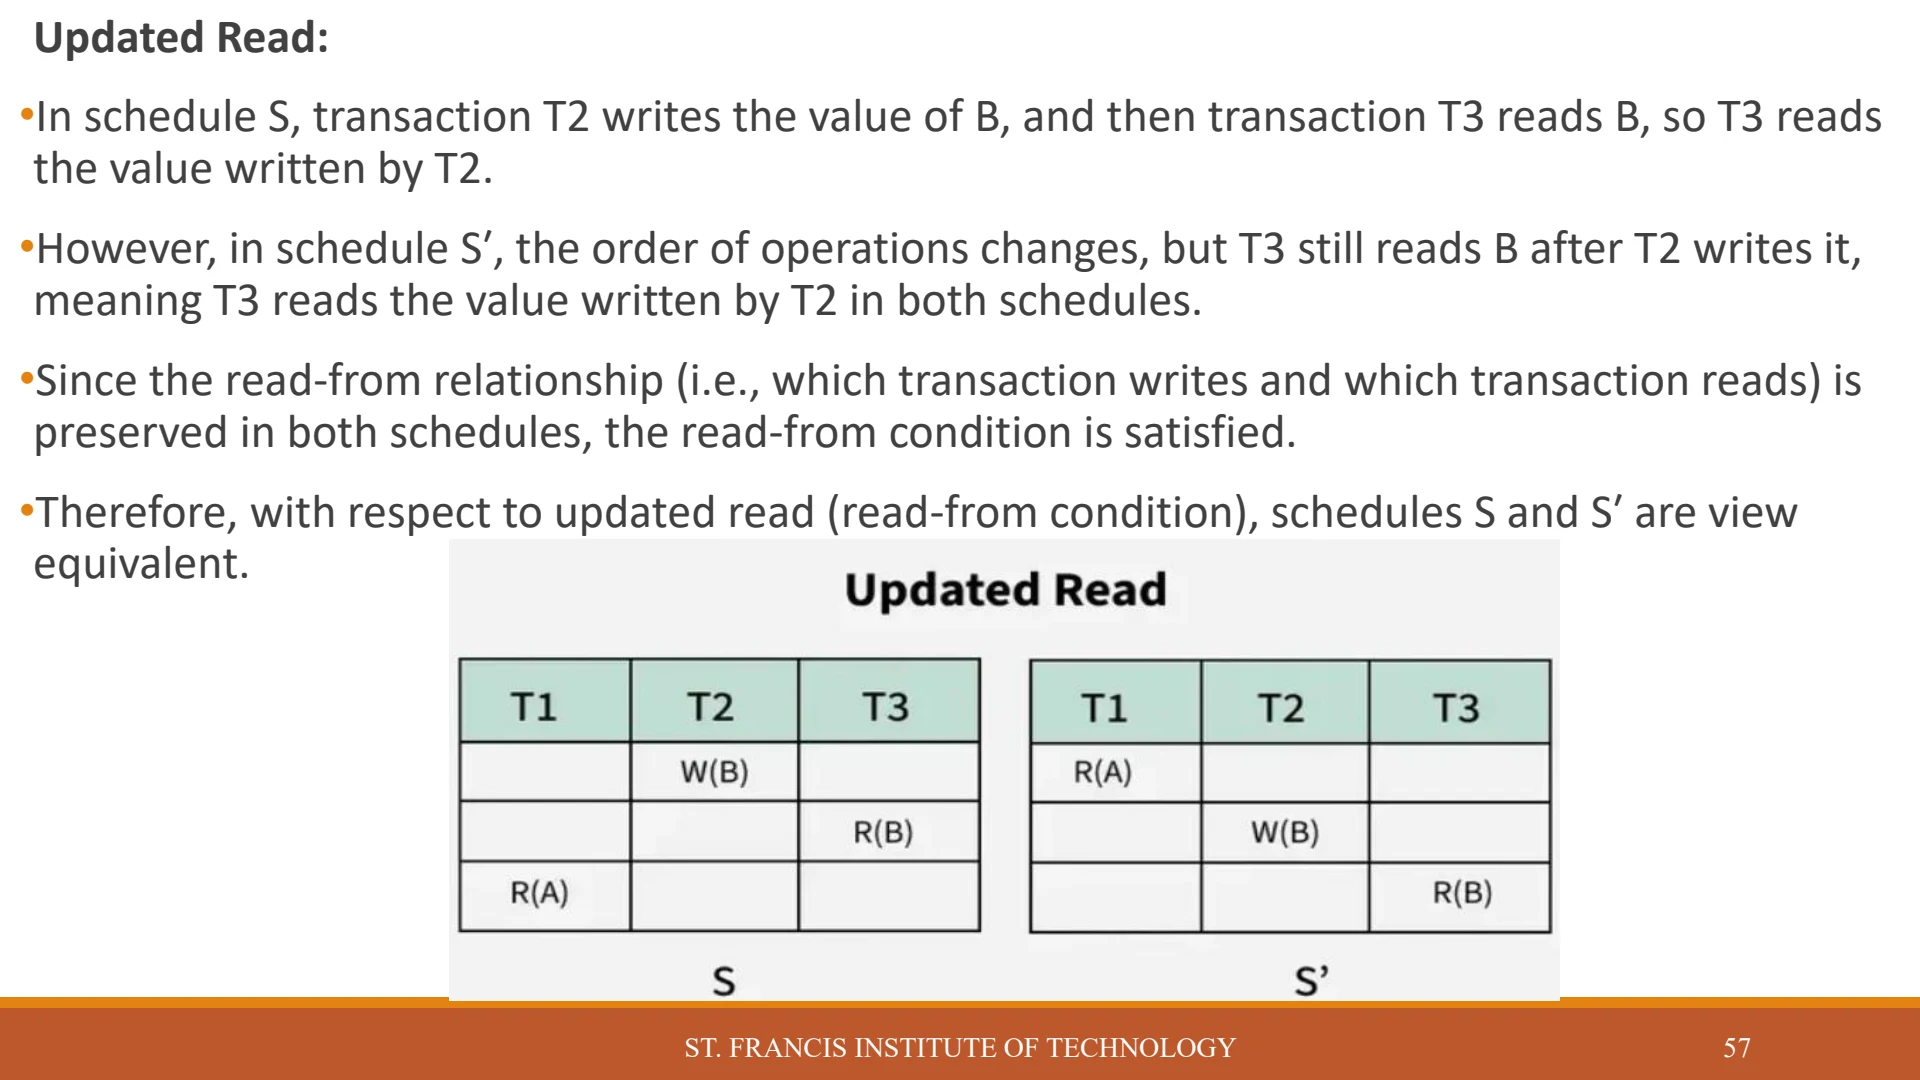 Updated Read:
•In schedule S, transaction T2 writes the value of B, and then transaction T3 reads B, so T3 reads
the value written by T2.
•However, in schedule S′, the order of operations changes, but T3 still reads B after T2 writes it,
meaning T3 reads the value written by T2 in both schedules.
•Since the read-from relationship (i.e., which transaction writes and which transaction reads) is
preserved in both schedules, the read-from condition is satisfied.
•Therefore, with respect to updated read (read-from condition), schedules S and S′ are view
equivalent.
Updated Read
T1 T2 T3
W(B)
R(B)
R(A)
S
T1 T2 T3
R(A)
W(B)
R(B)
S’
ST. FRANCIS INSTITUTE OF TECHNOLOGY
57